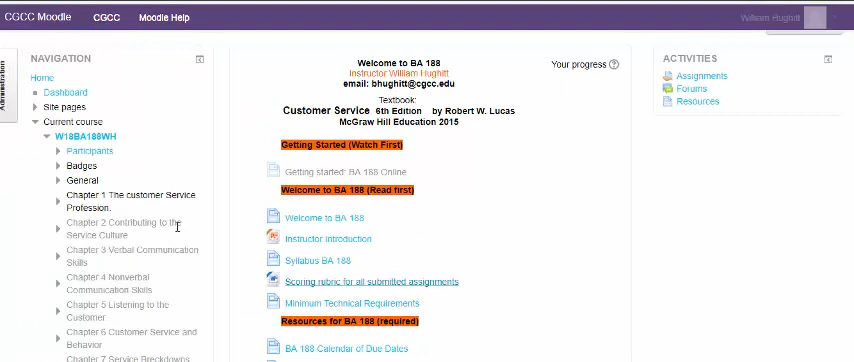 CGCC Moodle CGCC Moodle Help William Hughitt
Administration
NAVIGATION
Home
Dashboard
Site pages
Current course
W18BA188WH
Participants
Badges
General
Chapter 1 The customer Service
Profession.
Chapter 2 Contributing to the
Service Culture
Chapter 3 Verbal Communication
Skills
Chapter 4 Nonverbal
Communication Skills
Chapter 5 Listening to the
Customer
Chapter 6 Customer Service and
Behavior
Chapter 7 Service Breakdowns
Welcome to BA 188
Instructor William Hughitt
email: bhughitt@cgcc.edu
Your progress
Textbook:
Customer Service 6th Edition by Robert W. Lucas
McGraw Hill Education 2015
Getting Started (Watch First)
Getting started: BA 188 Online
Welcome to BA 188 (Read first)
Welcome to BA 188
Instructor Introduction
Syllabus BA 188
Scoring rubric for all submitted assignments
Minimum Technical Requirements
Resources for BA 188 (required)
BA 188 Calendar of Due Dates
ACTIVITIES
Assignments
Forums
Resources